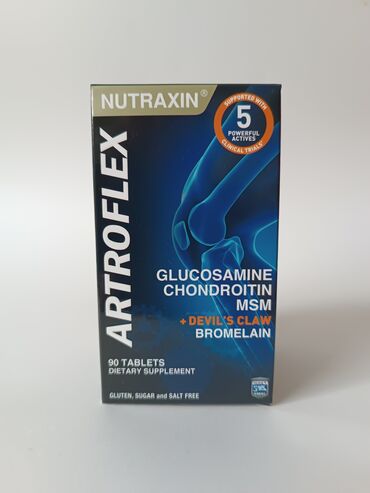 NUTRAXIN®
SUPPORTED WITH
5
POWERFUL
ACTIVES
CLINICAL TRIALS
ARTROFLEX
GLUCOSAMINE
CHONDROITIN
MSM
+ DEVIL'S CLAW
BROMELAIN
90 TABLETS
DIETARY SUPPLEMENT
GLUTEN, SUGAR and SALT FREE